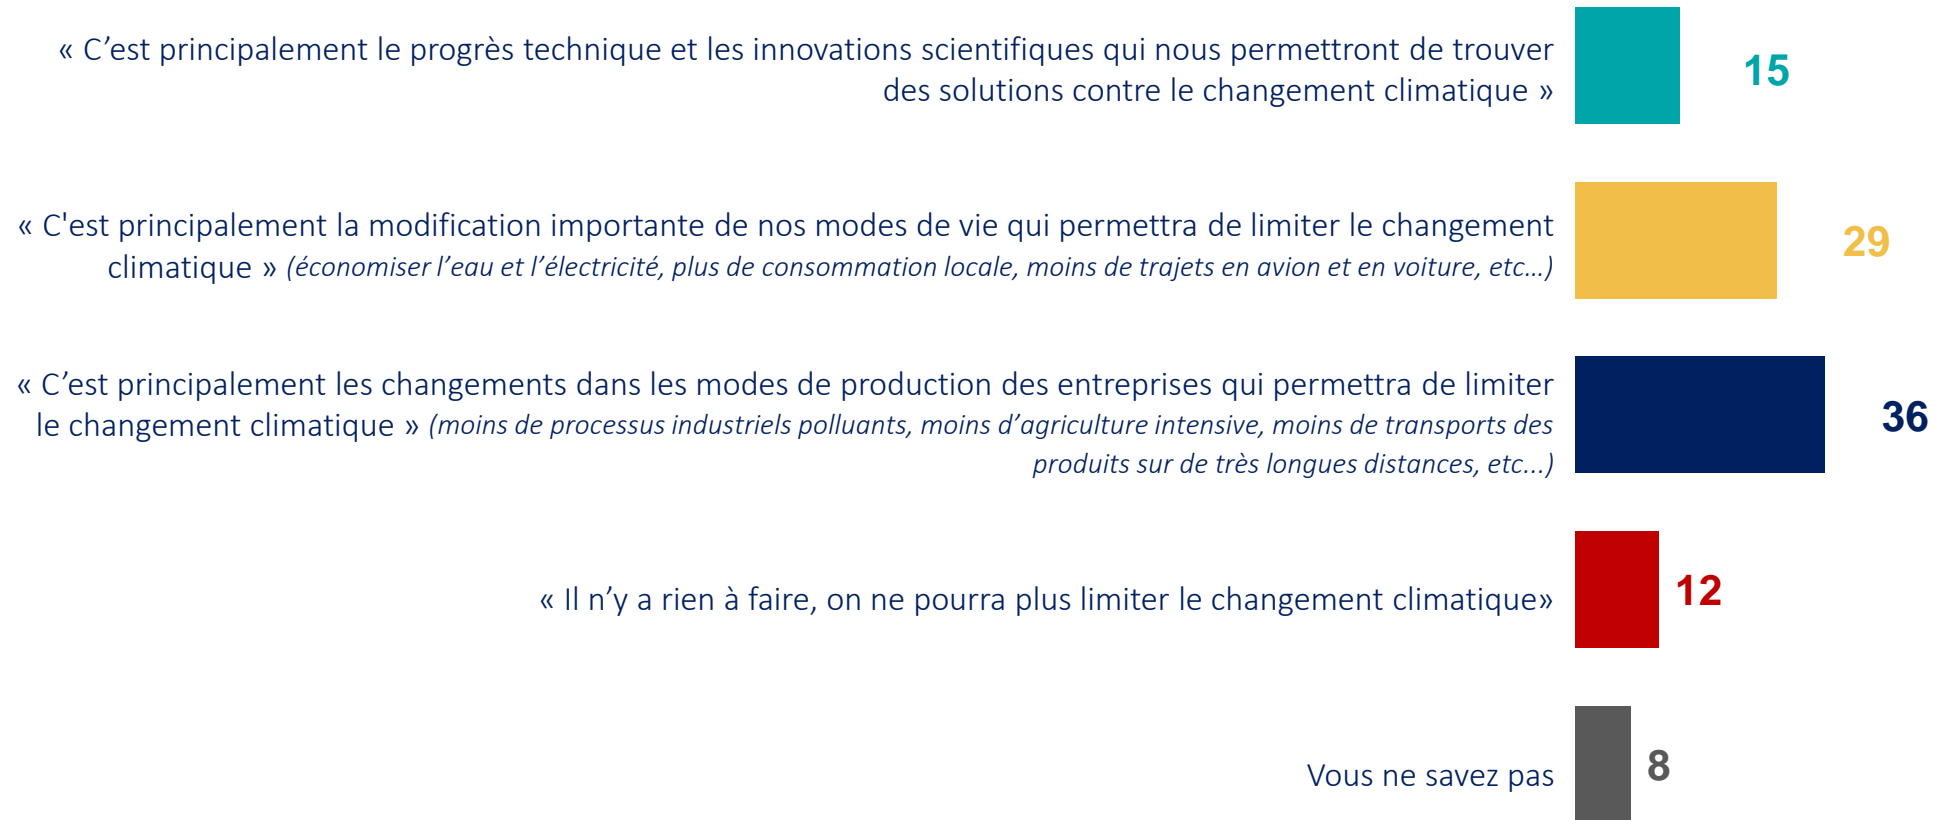 « C’est principalement le progrès technique et les innovations scientifiques qui nous permettront de trouver
des solutions contre le changement climatique »
15
« C'est principalement la modification importante de nos modes de vie qui permettra de limiter le changement
climatique » (économiser l’eau et l’électricité, plus de consommation locale, moins de trajets en avion et en voiture, etc…)
29
« C’est principalement les changements dans les modes de production des entreprises qui permettra de limiter
le changement climatique » (moins de processus industriels polluants, moins d’agriculture intensive, moins de transports des
produits sur de très longues distances, etc...)
36
« Il n’y a rien à faire, on ne pourra plus limiter le changement climatique»
12
Vous ne savez pas
8